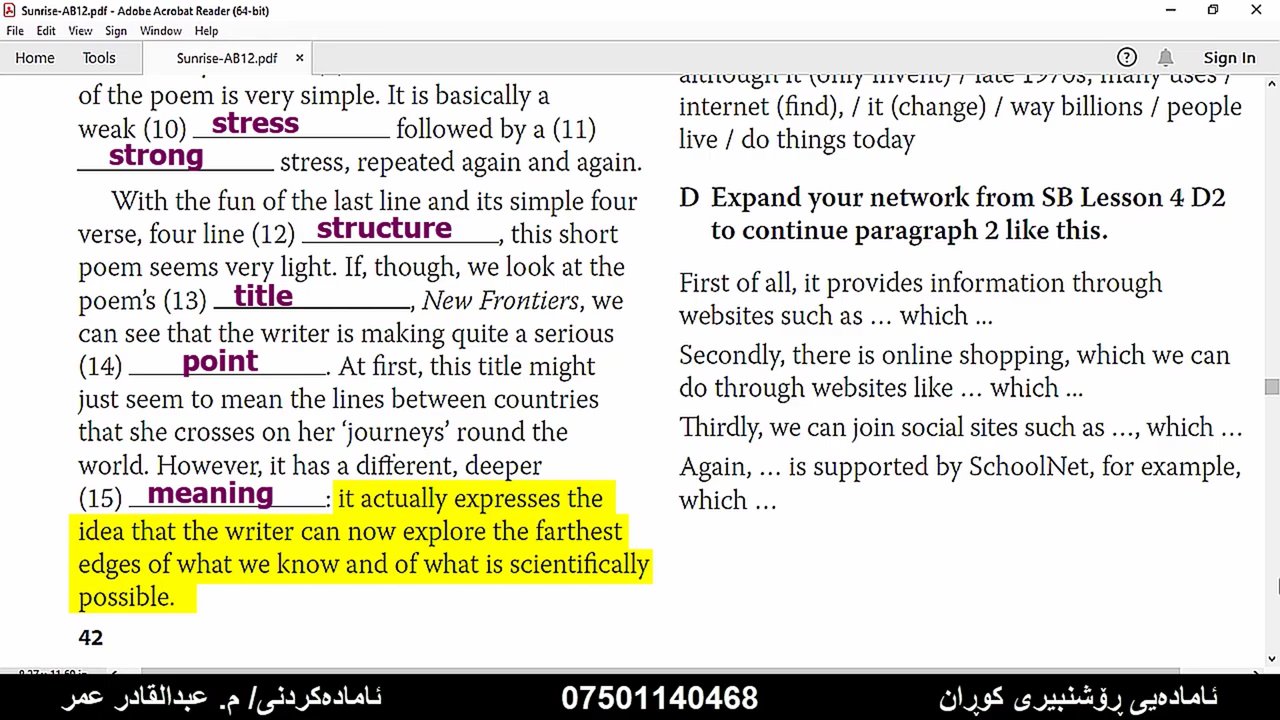 Sunrise-AB12.pdf - Adobe Acrobat Reader (64-bit)
File Edit View Sign Window Help
Home Tools Sunrise-AB12.pdf × Sign In
of the poem is very simple. It is basically a
weak (10) stress followed by a (11)
strong stress, repeated again and again.
With the fun of the last line and its simple four
verse, four line (12) structure, this short
poem seems very light. If, though, we look at the
poem’s (13) title, New Frontiers, we
can see that the writer is making quite a serious
(14) point. At first, this title might
just seem to mean the lines between countries
that she crosses on her ‘journeys’ round the
world. However, it has a different, deeper
(15) meaning: it actually expresses the
idea that the writer can now explore the farthest
edges of what we know and of what is scientifically
possible.
42
although it (only invent) / late 1970s, many uses /
internet (find), / it (change) / way billions / people
live / do things today
D Expand your network from SB Lesson 4 D2
to continue paragraph 2 like this.
First of all, it provides information through
websites such as … which ...
Secondly, there is online shopping, which we can
do through websites like … which ...
Thirdly, we can join social sites such as …, which …
Again, … is supported by SchoolNet, for example,
which …
ئامادەیی ڕۆشنبیری کوڕان 07501140468 ئامادەکردنی/ م. عبدالقادر عمر